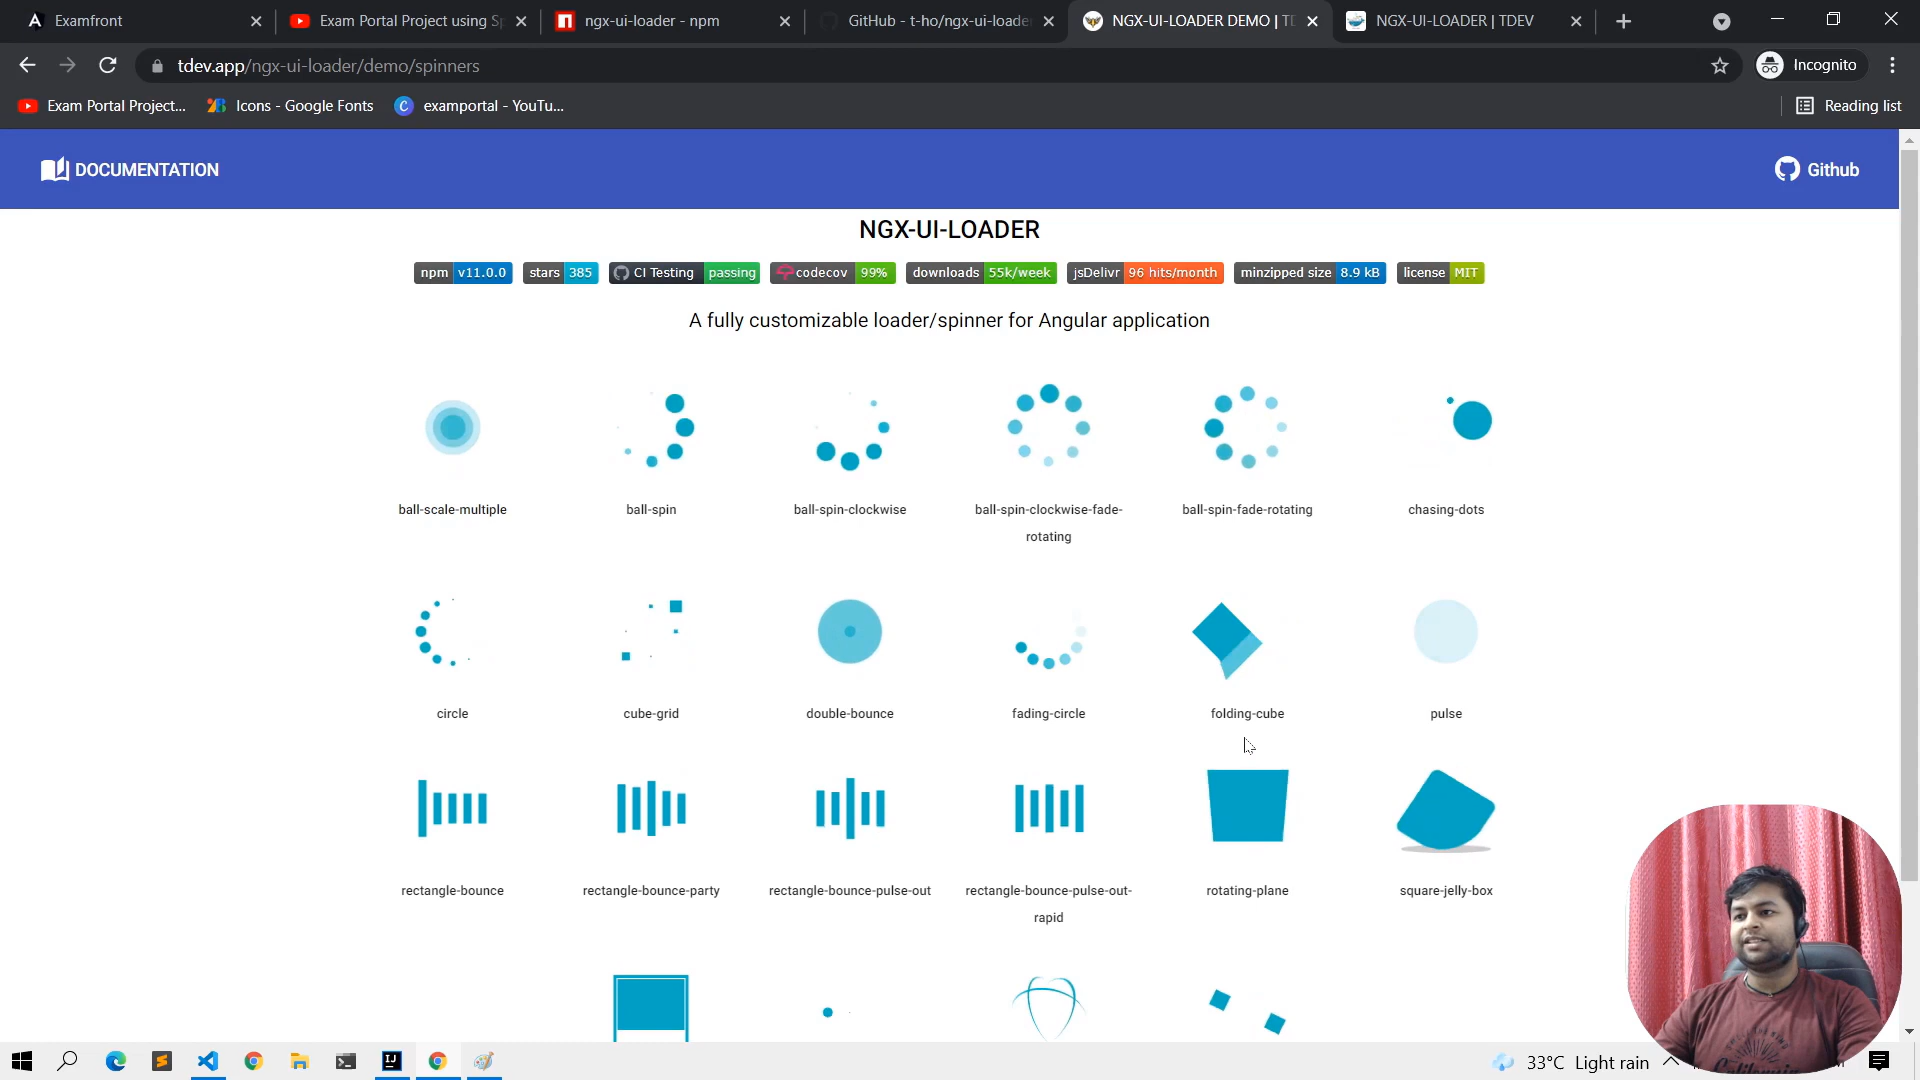 Examfront
Exam Portal Project using Sp
ngx-ui-loader - npm
GitHub - t-ho/ngx-ui-loader
NGX-UI-LOADER DEMO | TD
NGX-UI-LOADER | TDEV
tdev.app/ngx-ui-loader/demo/spinners
Incognito
Exam Portal Project...
Icons - Google Fonts
examportal - YouTu...
Reading list
DOCUMENTATION
Github
NGX-UI-LOADER
npm v11.0.0
stars 385
CI Testing passing
codecov 99%
downloads 55k/week
jsDelivr 96 hits/month
minzipped size 8.9 kB
license MIT
A fully customizable loader/spinner for Angular application
ball-scale-multiple
ball-spin
ball-spin-clockwise
ball-spin-clockwise-fade-
rotating
ball-spin-fade-rotating
chasing-dots
circle
cube-grid
double-bounce
fading-circle
folding-cube
pulse
rectangle-bounce
rectangle-bounce-party
rectangle-bounce-pulse-out
rectangle-bounce-pulse-out-
rapid
rotating-plane
square-jelly-box
33°C Light rain